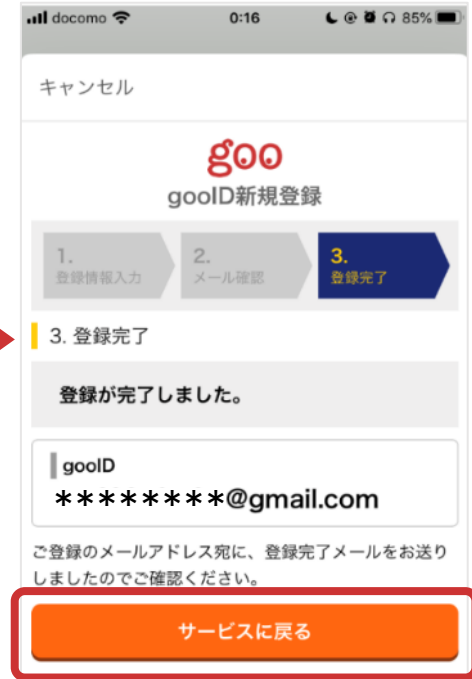 docomo 0:16 85%
キャンセル
goo
gooID新規登録
1. 2. 3.
登録情報入力 メール確認 登録完了
3. 登録完了
登録が完了しました。
gooID
********@gmail.com
ご登録のメールアドレス宛に、登録完了メールをお送り
しましたのでご確認ください。
サービスに戻る